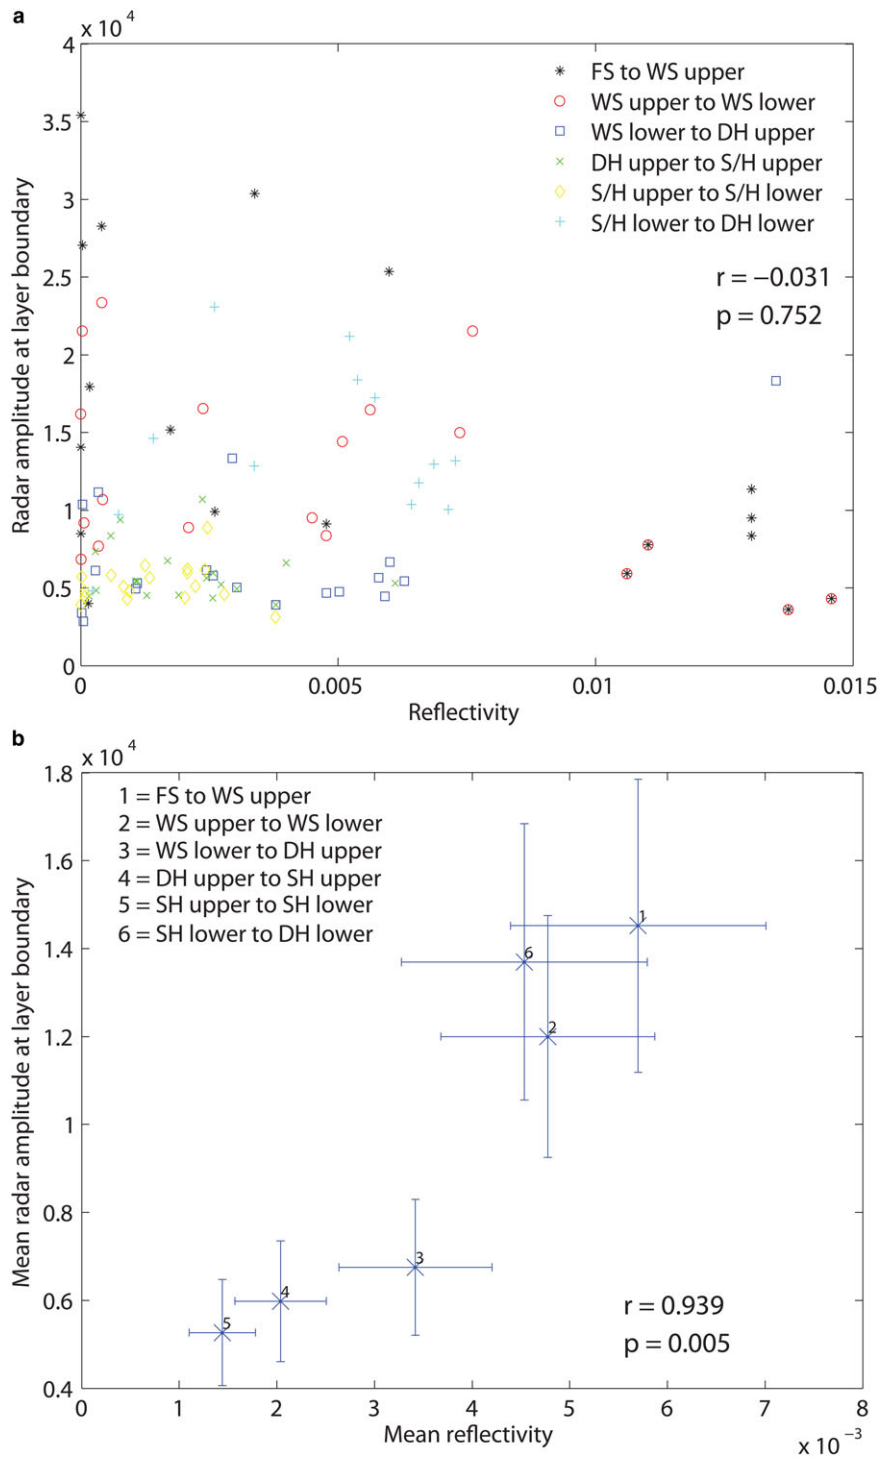 a
x 10 4
4
3.5
3
2.5
2
1.5
1
0.5
0
Radar amplitude at layer boundary
FS to WS upper
WS upper to WS lower
WS lower to DH upper
DH upper to S/H upper
S/H upper to S/H lower
S/H lower to DH lower
r = −0.031
p = 0.752
0 0.005 0.01 0.015
Reflectivity
b
x 10 4
1.8
1.6
1.4
1.2
1
0.8
0.6
0.4
Mean radar amplitude at layer boundary
1 = FS to WS upper
2 = WS upper to WS lower
3 = WS lower to DH upper
4 = DH upper to SH upper
5 = SH upper to SH lower
6 = SH lower to DH lower
1
6
2
3
4
5
r = 0.939
p = 0.005
0 1 2 3 4 5 6 7 8
Mean reflectivity
x 10 −3